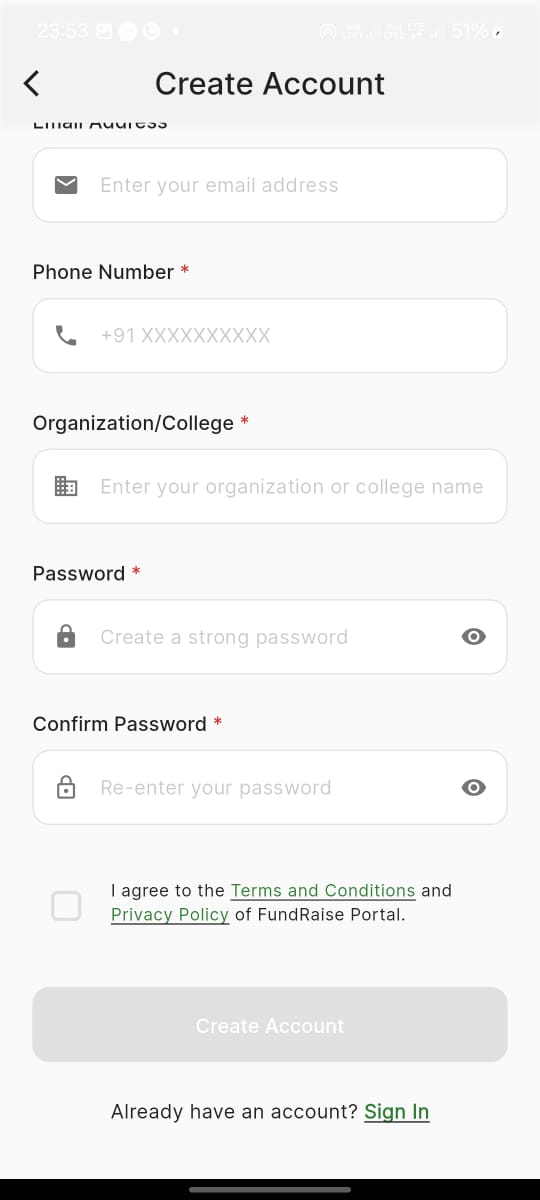 23:53 51%
Create Account
Email Address
Enter your email address
Phone Number *
+91 XXXXXXXXXX
Organization/College *
Enter your organization or college name
Password *
Create a strong password
Confirm Password *
Re-enter your password
I agree to the Terms and Conditions and
Privacy Policy of FundRaise Portal.
Create Account
Already have an account? Sign In